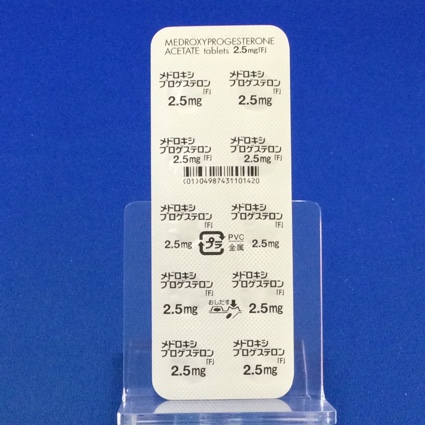 MEDROXYPROGESTERONE
ACETATE tablets 2.5mg「F」
メドロキシ メドロキシ
プロゲステロン プロゲステロン
「F」 「F」
2.5mg 2.5mg
メドロキシ メドロキシ
プロゲステロン プロゲステロン
2.5mg「F」 2.5mg「F」
(01)04987431101420
メドロキシ メドロキシ
プロゲステロン プロゲステロン
「F」 「F」
2.5mg プラ PVC 2.5mg
金属
メドロキシ メドロキシ
プロゲステロン プロゲステロン
「F」 おしだす 「F」
2.5mg 2.5mg
メドロキシ メドロキシ
プロゲステロン プロゲステロン
「F」 「F」
2.5mg 2.5mg